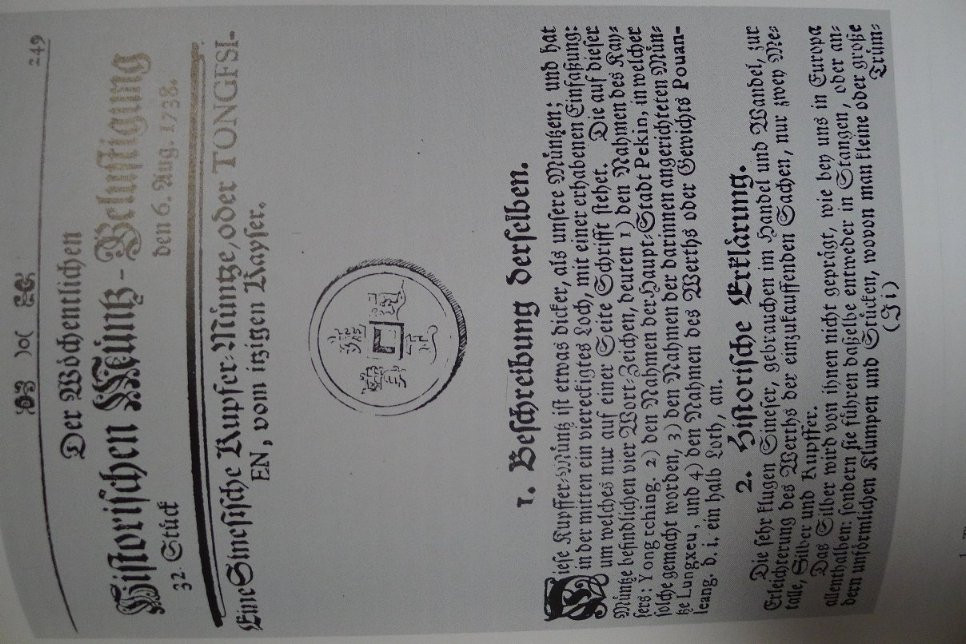 249
Der Wöchentlichen
Historischen Müntz-Belustigung
32. Stück
den 6. Aug. 1738.
Eine Sinesische Kupfer-Müntze, oder TONGFSI-
EN, vom itzigen Kayser.
1. Beschreibung derselben.
Diese Kupffer-Müntz ist etwas dicker, als unsere Müntzen; und hat
in der mitten ein viereckigtes Loch, mit einer erhabenen Einfaßung:
um welches nur auf einer Seite Schrifft stehet. Die auf dieser
Müntze befindlichen vier Wort-Zeichen, deuten 1) den Nahmen des Kay-
sers; Yong tching. 2) den Nahmen der Haupt-Stadt Pekin, in welcher
solche gemacht worden, 3) den Nahmen der darinnen angerichteten Mün-
tze Lungxeu, und 4) den Nahmen des Werths oder Gewichts Pouan-
leang. d. i. ein halb Loth, an.
2. Historische Erklärung.
Die sehr klugen Sineser, gebrauchen im Handel und Wandel, zur
Erleichterung des Werths der einzukauffenden Sachen, nur zwey Me-
talle, Silber und Kupffer.
Das Silber wird von ihnen nicht geprägt, wie bey uns in Europa
allenthalben: sondern sie führen daßelbe entweder in Stangen, oder an-
dern unförmlichen Klumpen und Stücken, wovon man kleine oder große
(Ji)
Trüm-